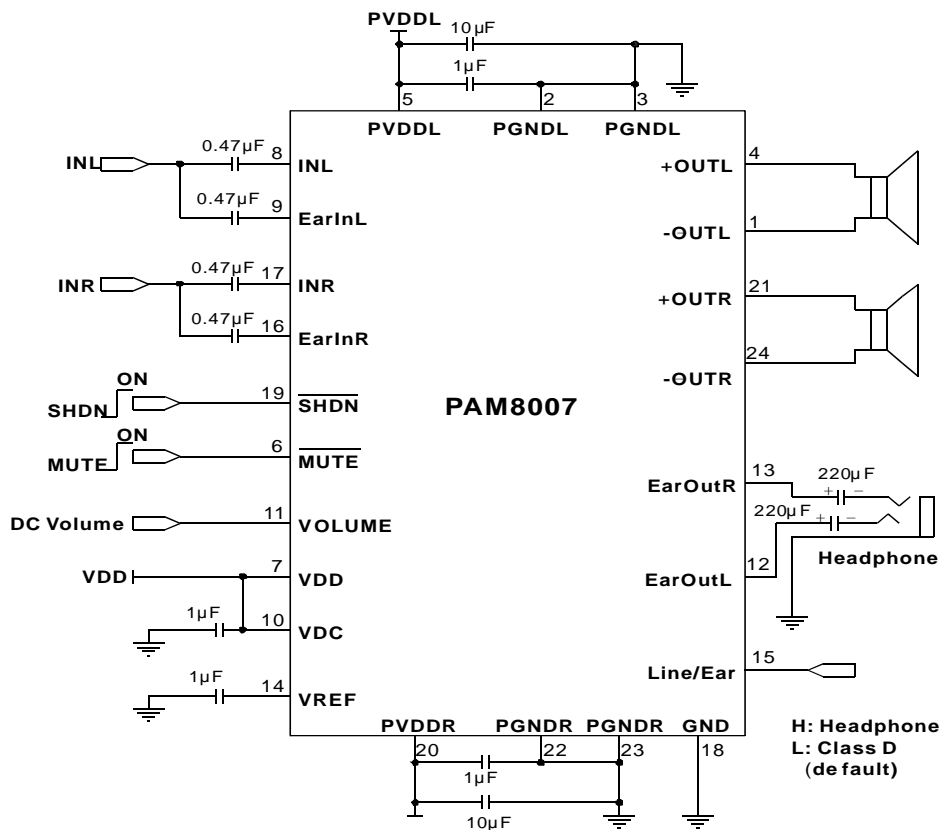 PVDDL
10µF
1µF
5
2
3
PVDDL
PGNDL
PGNDL
INL
0.47µF
8
INL
0.47µF
9
EarInL
+OUTL
4
-OUTL
1
INR
0.47µF
17
INR
0.47µF
16
EarInR
+OUTR
21
-OUTR
24
ON
SHDN
19
SHDN
PAM8007
ON
MUTE
6
MUTE
DC Volume
11
VOLUME
EarOutR
13
220µF
+
−
220µF
+
−
Headphone
EarOutL
12
VDD
7
VDD
1µF
10
VDC
1µF
14
VREF
Line/Ear
15
H: Headphone
L: Class D
(default)
PVDDR
PGNDR
PGNDR
GND
20
22
23
18
1µF
10µF